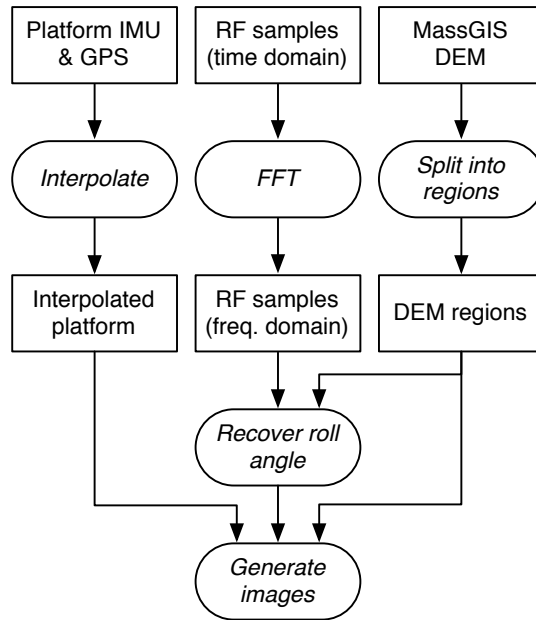 Platform IMU
& GPS
RF samples
(time domain)
MassGIS
DEM
Interpolate
FFT
Split into
regions
Interpolated
platform
RF samples
(freq. domain)
DEM regions
Recover roll
angle
Generate
images